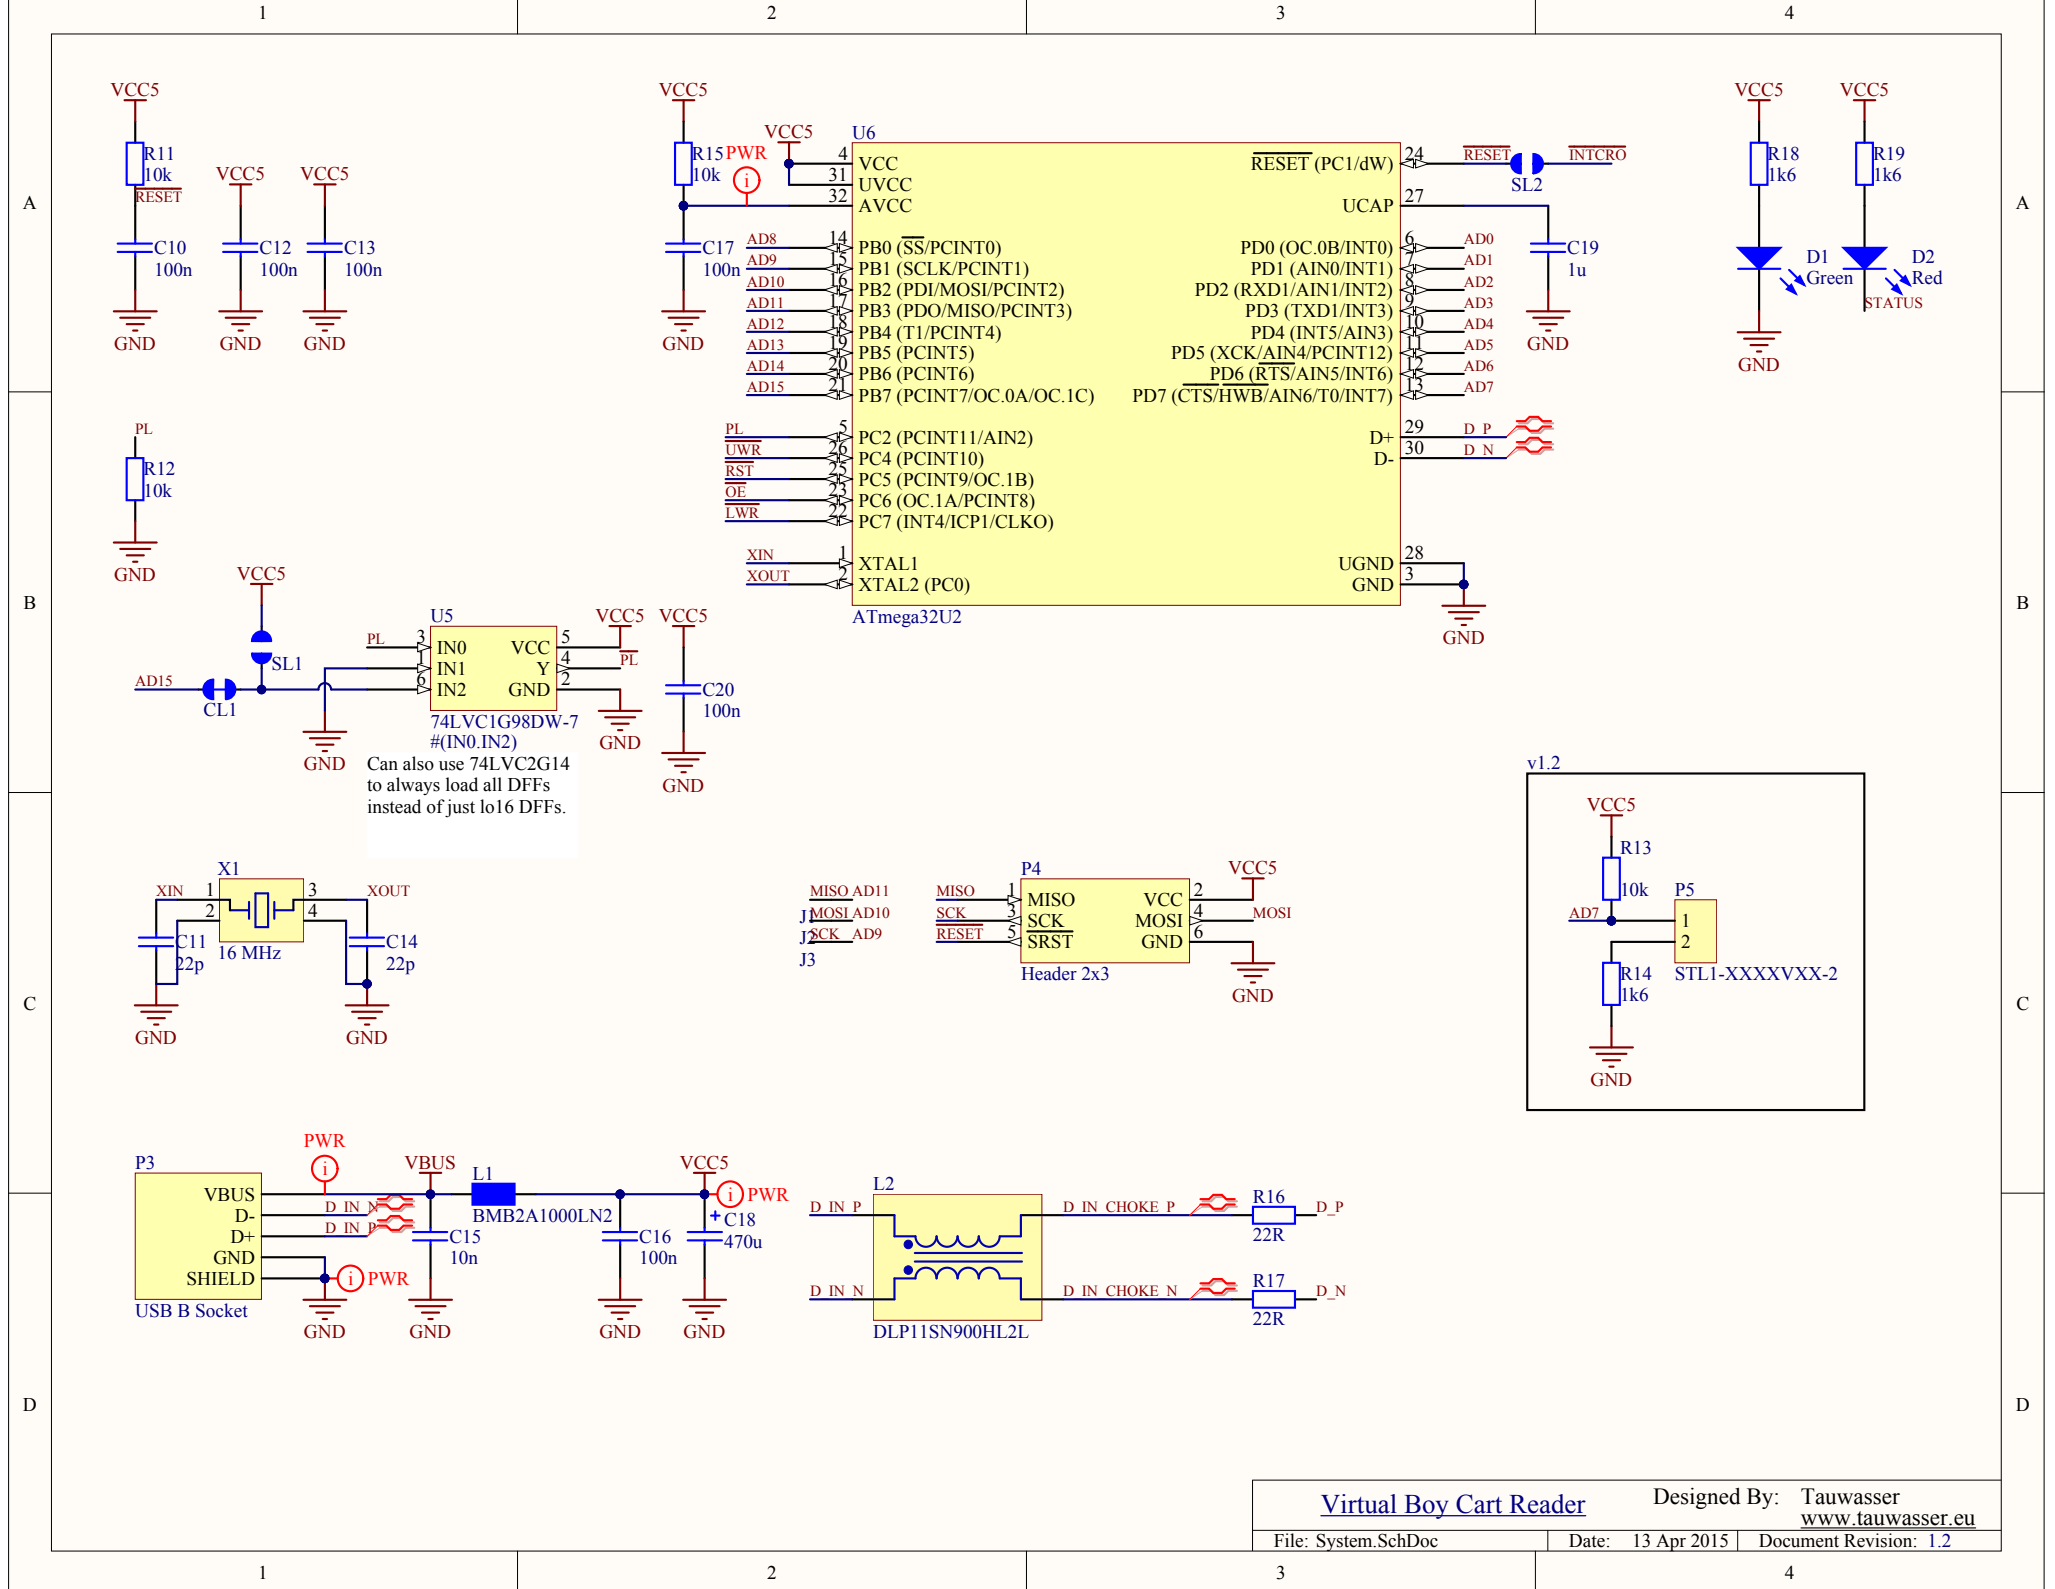 1 2 3 4
A A
B B
C C
D D
1 2 3 4
VCC5
R11
10k
RESET
C10
100n
GND
VCC5
C12
100n
GND
VCC5
C13
100n
GND
VCC5
R15
10k
PWR
i
C17
100n
GND
VCC5
U6
4 VCC
31 UVCC
32 AVCC
AD8 14 PB0 (SS/PCINT0)
AD9 15 PB1 (SCLK/PCINT1)
AD10 16 PB2 (PDI/MOSI/PCINT2)
AD11 17 PB3 (PDO/MISO/PCINT3)
AD12 18 PB4 (T1/PCINT4)
AD13 19 PB5 (PCINT5)
AD14 20 PB6 (PCINT6)
AD15 21 PB7 (PCINT7/OC.0A/OC.1C)
PL 5 PC2 (PCINT11/AIN2)
UWR 26 PC4 (PCINT10)
RST 25 PC5 (PCINT9/OC.1B)
OE 23 PC6 (OC.1A/PCINT8)
LWR 22 PC7 (INT4/ICP1/CLKO)
XIN 1 XTAL1
XOUT 2 XTAL2 (PC0)
RESET (PC1/dW) 24 RESET
SL2
INTCRO
UCAP 27
PD0 (OC.0B/INT0) 6 AD0
PD1 (AIN0/INT1) 7 AD1
PD2 (RXD1/AIN1/INT2) 8 AD2
PD3 (TXD1/INT3) 9 AD3
PD4 (INT5/AIN3) 10 AD4
PD5 (XCK/AIN4/PCINT12) 11 AD5
PD6 (RTS/AIN5/INT6) 12 AD6
PD7 (CTS/HWB/AIN6/T0/INT7) 13 AD7
D+ 29 D_P
D- 30 D_N
UGND 28
GND 3
GND
ATmega32U2
C19
1u
GND
VCC5
R18
1k6
D1
Green
GND
VCC5
R19
1k6
D2
Red
STATUS
PL
R12
10k
GND
VCC5
SL1
AD15
CL1
GND
U5
PL 3 IN0
1 IN1
6 IN2
VCC 5 VCC5
Y 4 PL
GND 2
GND
74LVC1G98DW-7
#(IN0.IN2)
Can also use 74LVC2G14
to always load all DFFs
instead of just lo16 DFFs.
VCC5
C20
100n
GND
v1.2
VCC5
R13
10k
AD7
P5
1
2
STL1-XXXXVXX-2
R14
1k6
GND
X1
XIN 1
2
3 XOUT
4
16 MHz
C11
22p
GND
C14
22p
GND
MISO AD11
J1
MOSI AD10
J2
SCK AD9
J3
P4
MISO 1 MISO
SCK 3 SCK
RESET 5 SRST
VCC 2 VCC5
MOSI 4 MOSI
GND 6
GND
Header 2x3
P3
VBUS
D-
D+
GND
SHIELD
USB B Socket
PWR
i
D_IN_N
D_IN_P
i PWR
GND
VBUS
C15
10n
GND
L1
BMB2A1000LN2
C16
100n
GND
VCC5
i PWR
+ C18
470u
GND
L2
D_IN_P
D_IN_N
DLP11SN900HL2L
D_IN_CHOKE_P
R16
22R
D_P
D_IN_CHOKE_N
R17
22R
D_N
Virtual Boy Cart Reader
Designed By: Tauwasser
www.tauwasser.eu
File: System.SchDoc
Date: 13 Apr 2015
Document Revision: 1.2